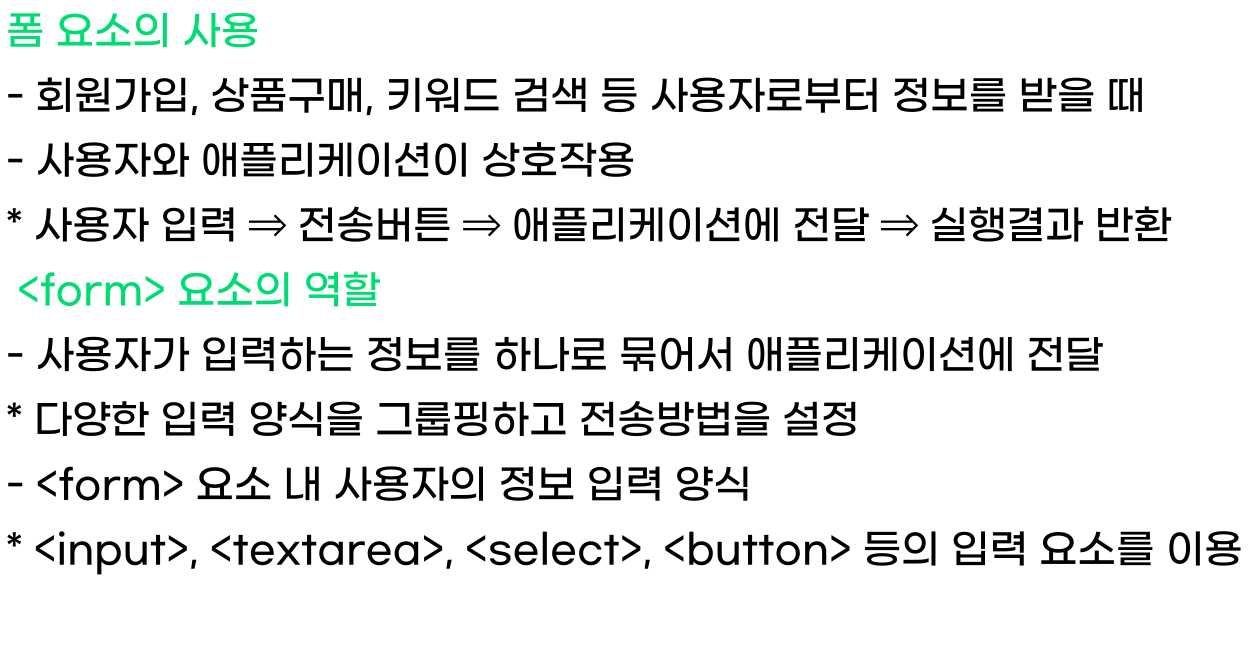 폼 요소의 사용
- 회원가입, 상품구매, 키워드 검색 등 사용자로부터 정보를 받을 때
- 사용자와 애플리케이션이 상호작용
* 사용자 입력 ⇒ 전송버튼 ⇒ 애플리케이션에 전달 ⇒ 실행결과 반환
<form> 요소의 역할
- 사용자가 입력하는 정보를 하나로 묶어서 애플리케이션에 전달
* 다양한 입력 양식을 그룹핑하고 전송방법을 설정
- <form> 요소 내 사용자의 정보 입력 양식
* <input>, <textarea>, <select>, <button> 등의 입력 요소를 이용